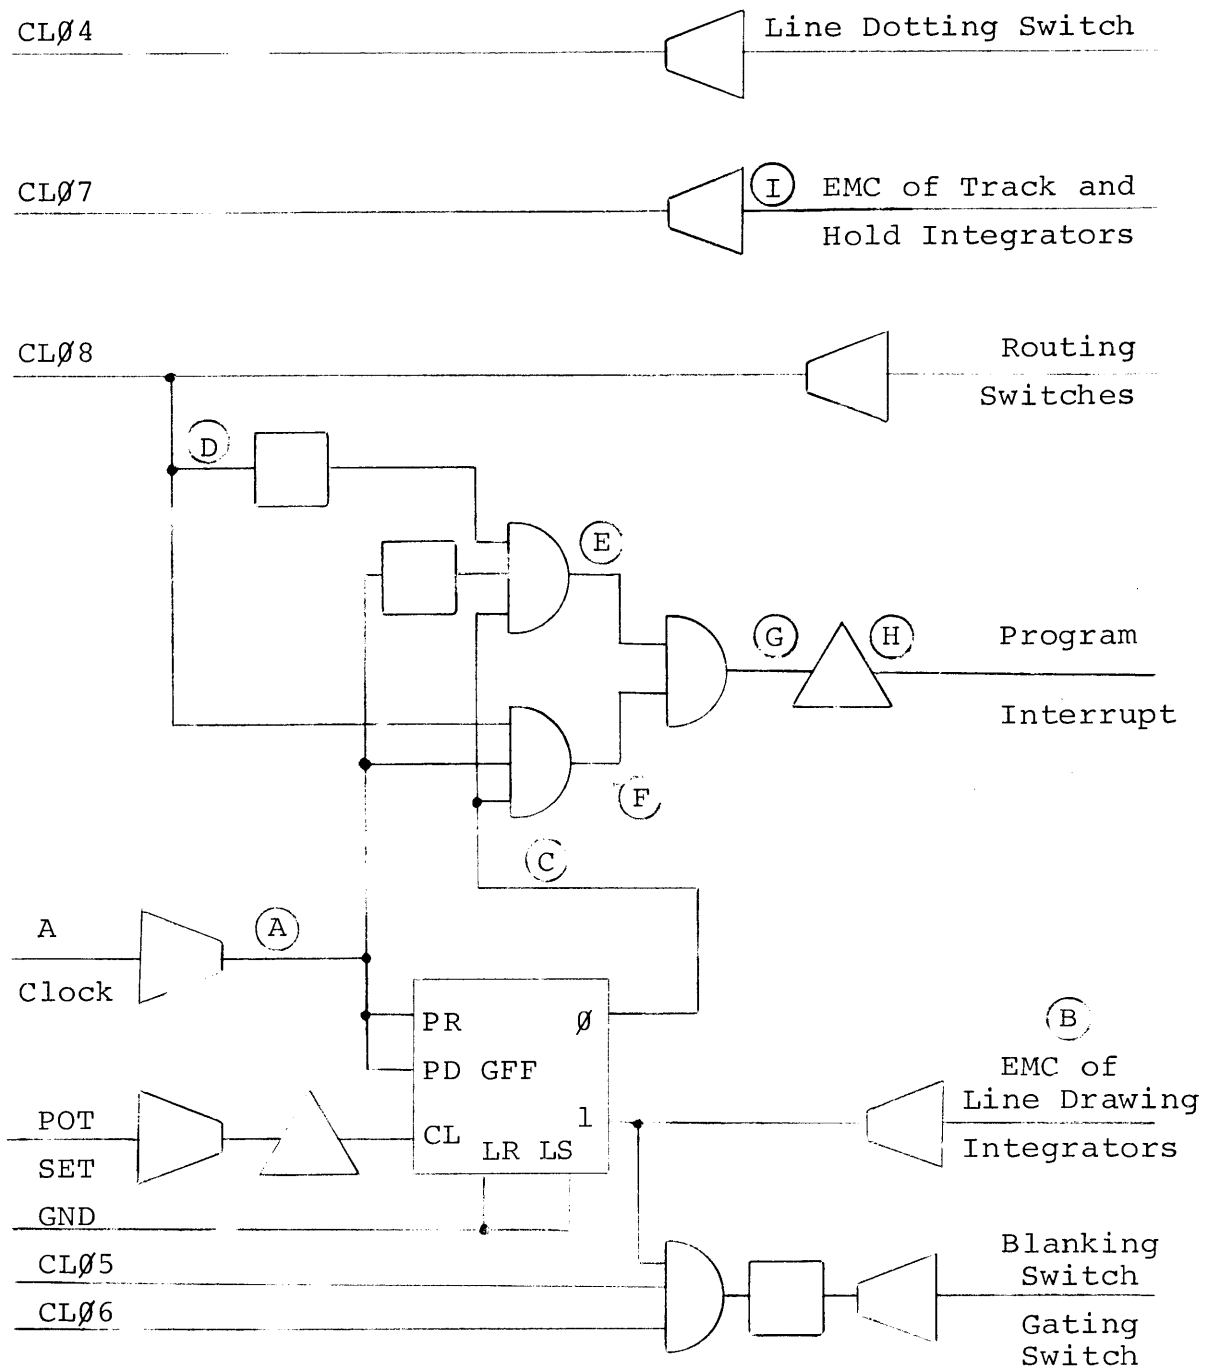 CLØ4
Line Dotting Switch
CLØ7
I
EMC of Track and
Hold Integrators
CLØ8
Routing
Switches
D
E
G
H
Program
Interrupt
F
C
A
A
Clock
PR
Ø
PD GFF
1
CL
LR LS
B
EMC of
Line Drawing
Integrators
POT
SET
GND
CLØ5
CLØ6
Blanking
Switch
Gating
Switch